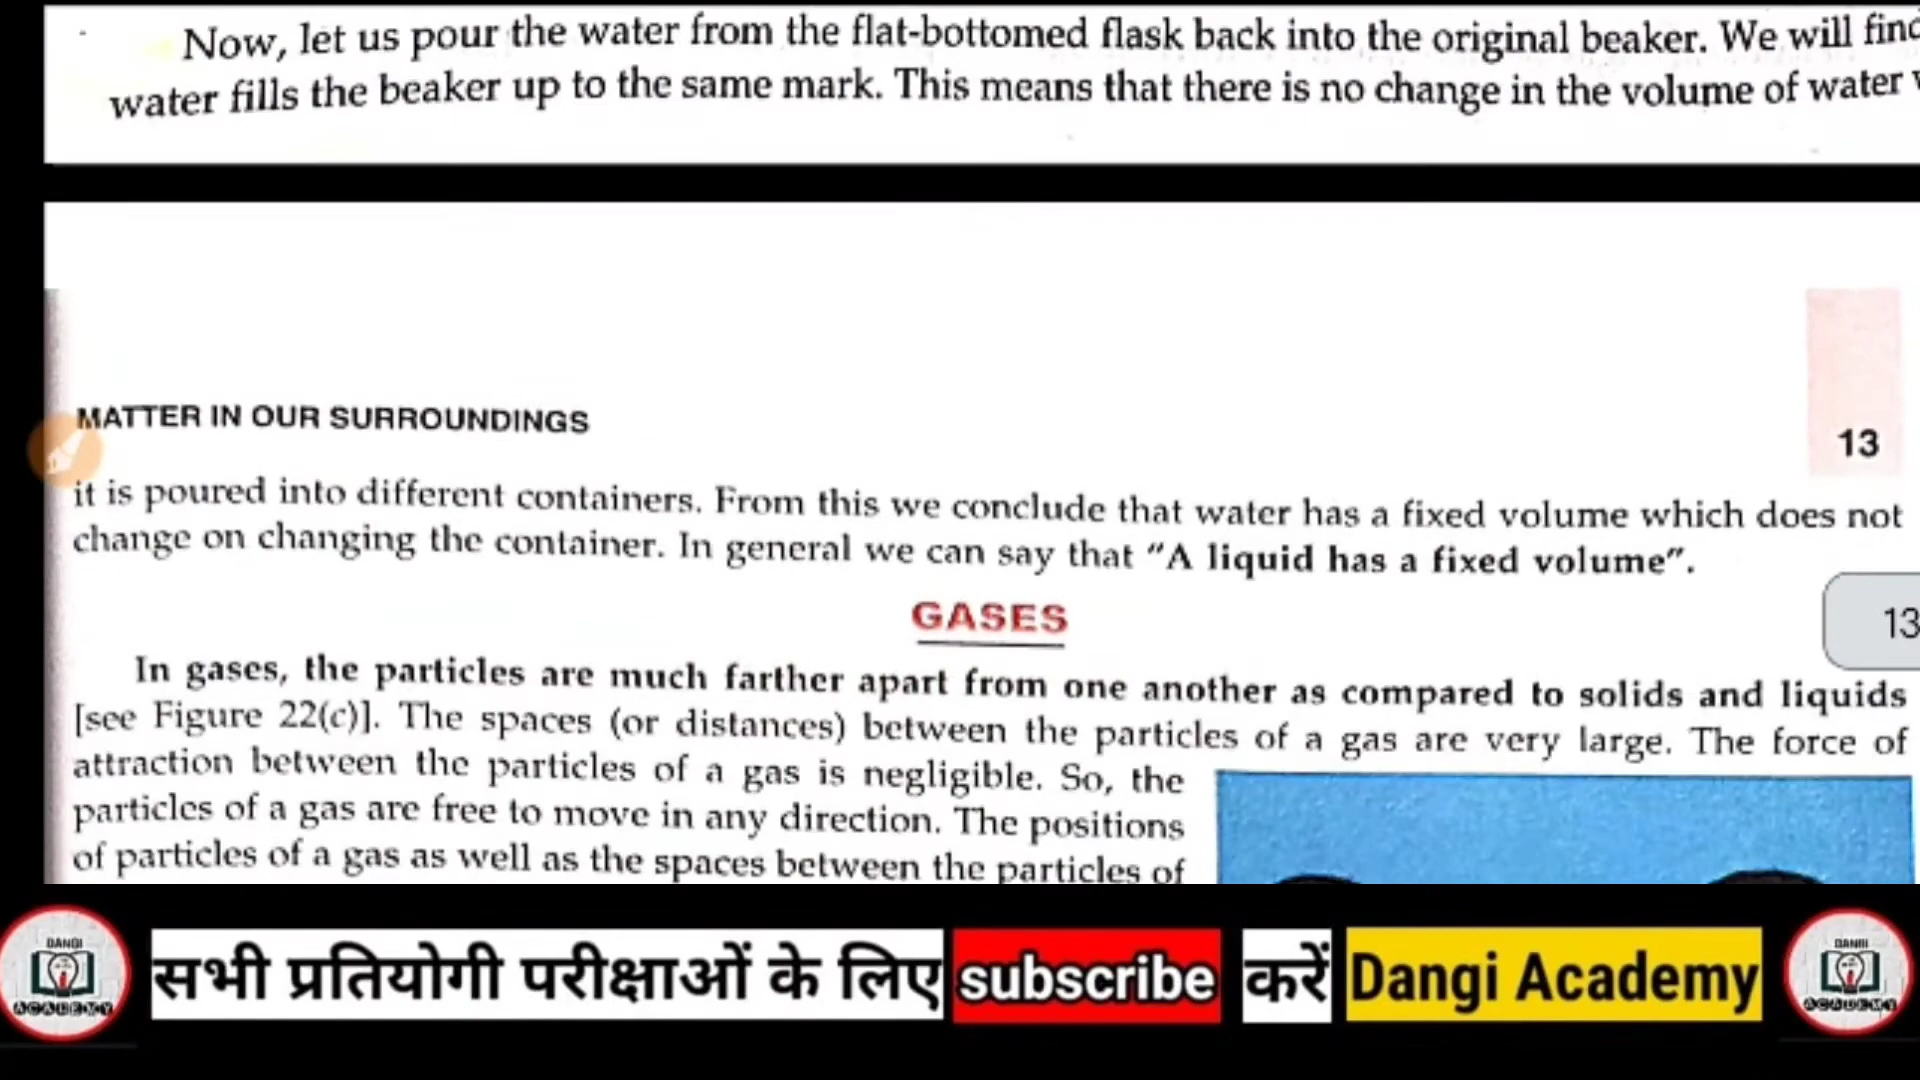 Now, let us pour the water from the flat-bottomed flask back into the original beaker. We will find
water fills the beaker up to the same mark. This means that there is no change in the volume of water
MATTER IN OUR SURROUNDINGS
13
it is poured into different containers. From this we conclude that water has a fixed volume which does not
change on changing the container. In general we can say that "A liquid has a fixed volume".
13
GASES
In gases, the particles are much farther apart from one another as compared to solids and liquids
[see Figure 22(c)]. The spaces (or distances) between the particles of a gas are very large. The force of
attraction between the particles of a gas is negligible. So, the
particles of a gas are free to move in any direction. The positions
of particles of a gas as well as the spaces between the particles of
DANGI
ACADEMY
सभी प्रतियोगी परीक्षाओं के लिए subscribe करें Dangi Academy
DANGI
ACADEMY